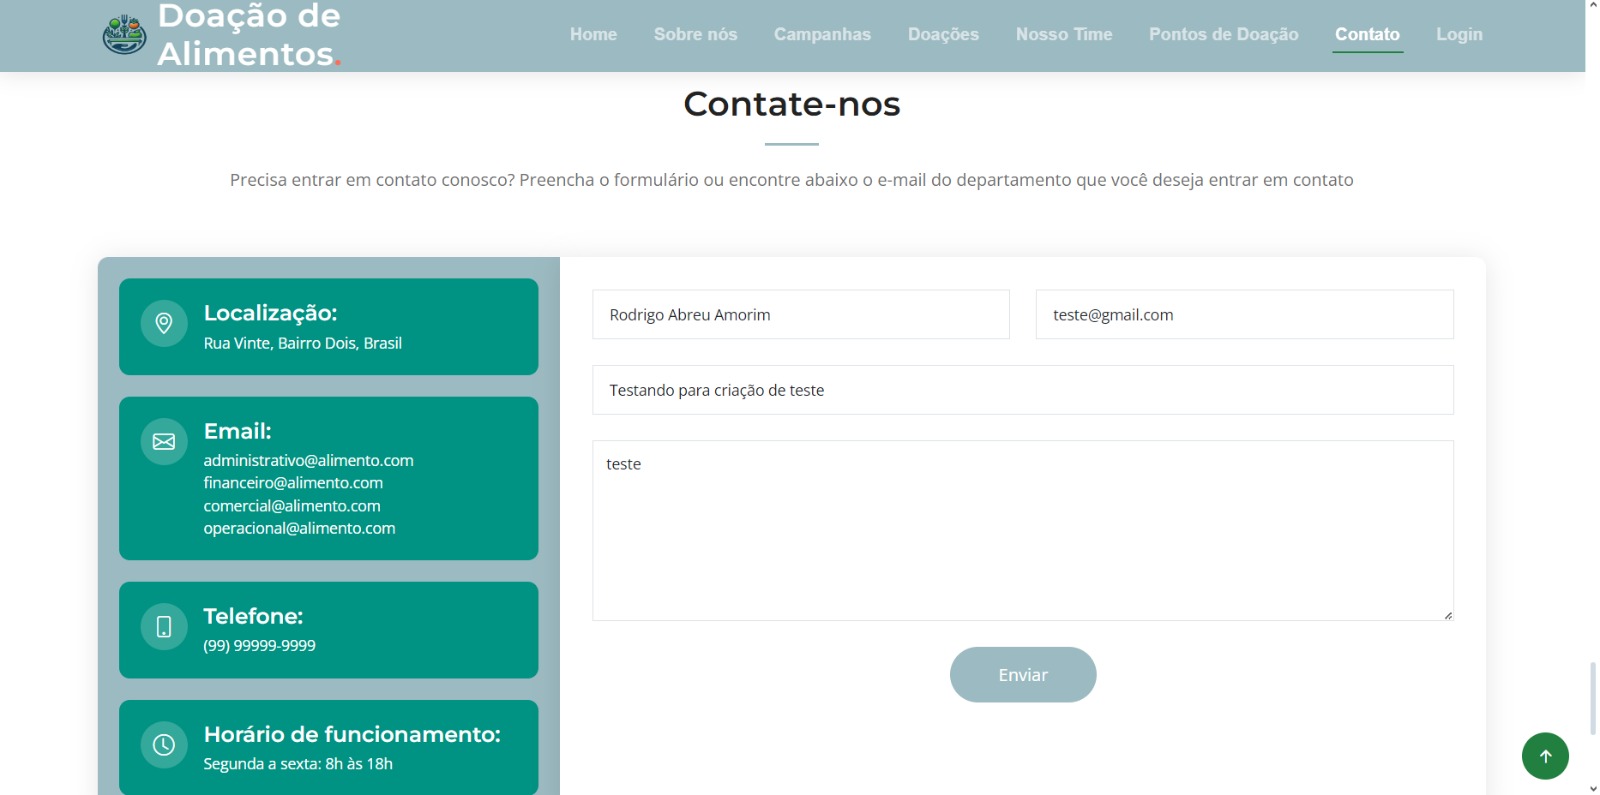 Doação de
Alimentos.
Home Sobre nós Campanhas Doações Nosso Time Pontos de Doação Contato Login
Contate-nos
Precisa entrar em contato conosco? Preencha o formulário ou encontre abaixo o e-mail do departamento que você deseja entrar em contato
Localização:
Rua Vinte, Bairro Dois, Brasil
Email:
administrativo@alimento.com
financeiro@alimento.com
comercial@alimento.com
operacional@alimento.com
Telefone:
(99) 99999-9999
Horário de funcionamento:
Segunda a sexta: 8h às 18h
Rodrigo Abreu Amorim
teste@gmail.com
Testando para criação de teste
teste
Enviar